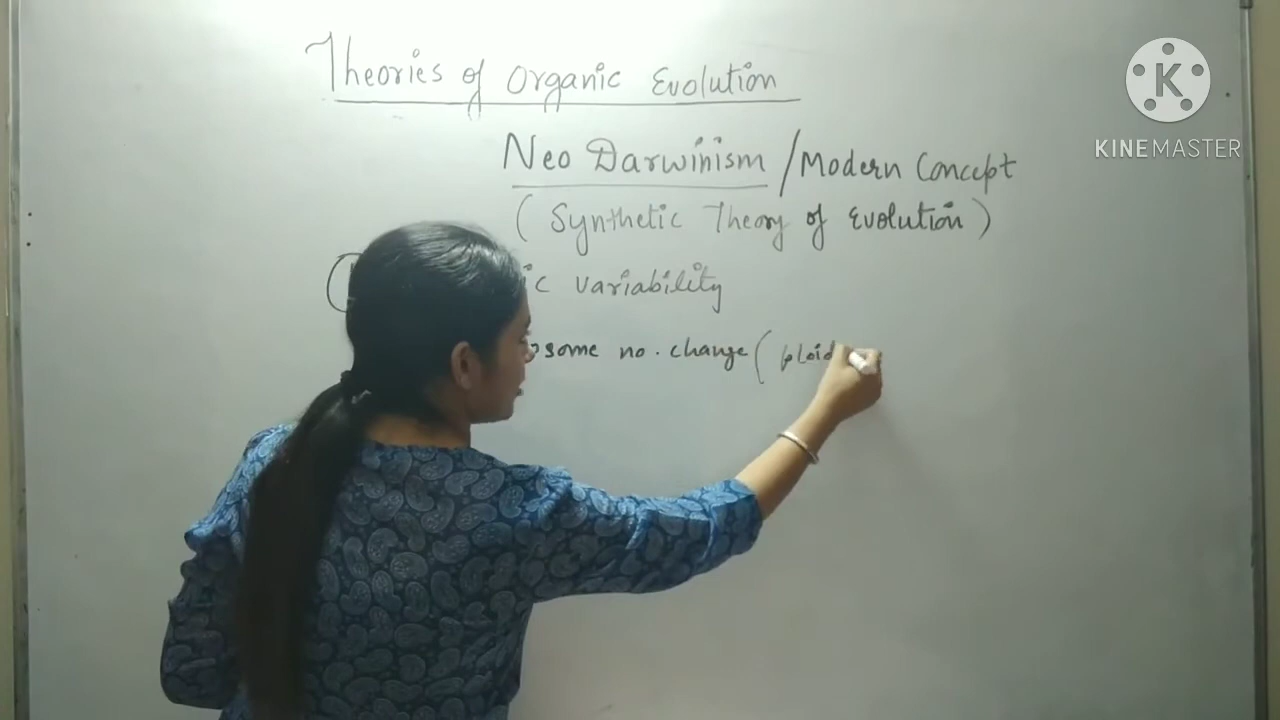 Theories of Organic Evolution
Neo Darwinism / Modern Concept
( Synthetic Theory of Evolution )
ic variability
some no. change ( ploid
K
KINEMASTER